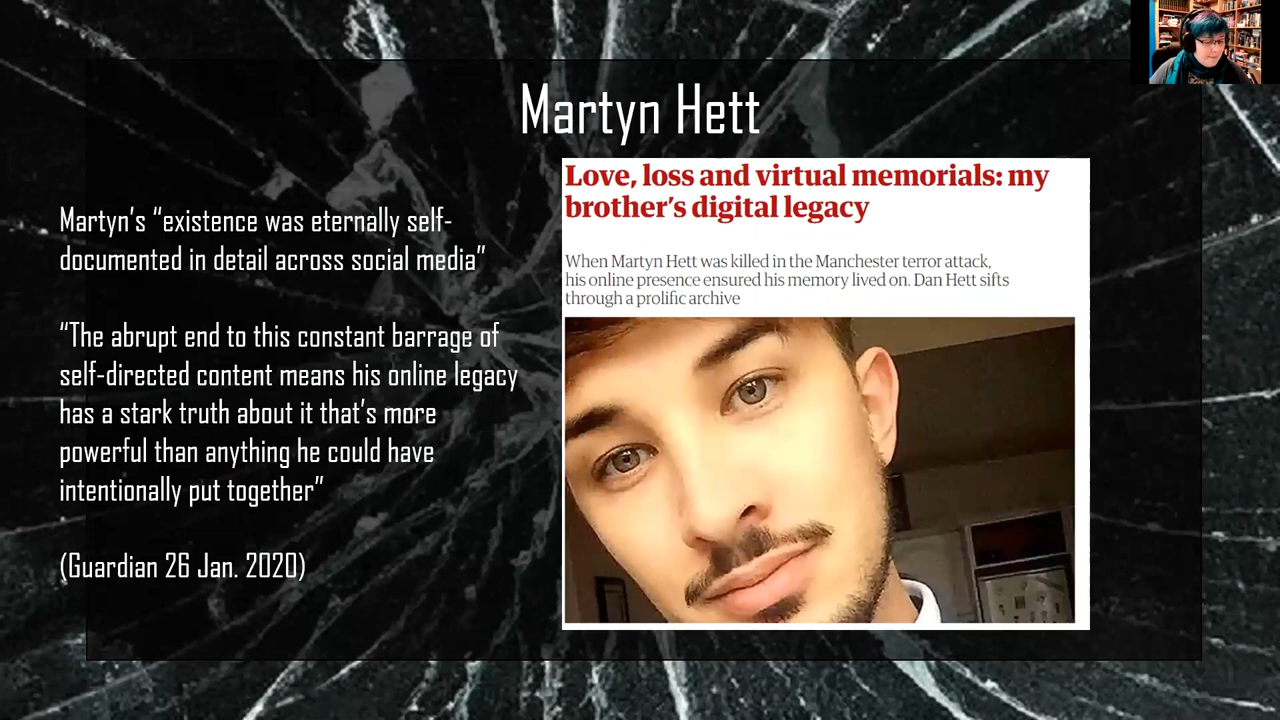 Martyn Hett
Martyn’s “existence was eternally self-
documented in detail across social media”
“The abrupt end to this constant barrage of
self-directed content means his online legacy
has a stark truth about it that’s more
powerful than anything he could have
intentionally put together”
(Guardian 26 Jan. 2020)
Love, loss and virtual memorials: my
brother’s digital legacy
When Martyn Hett was killed in the Manchester terror attack,
his online presence ensured his memory lived on. Dan Hett sifts
through a prolific archive